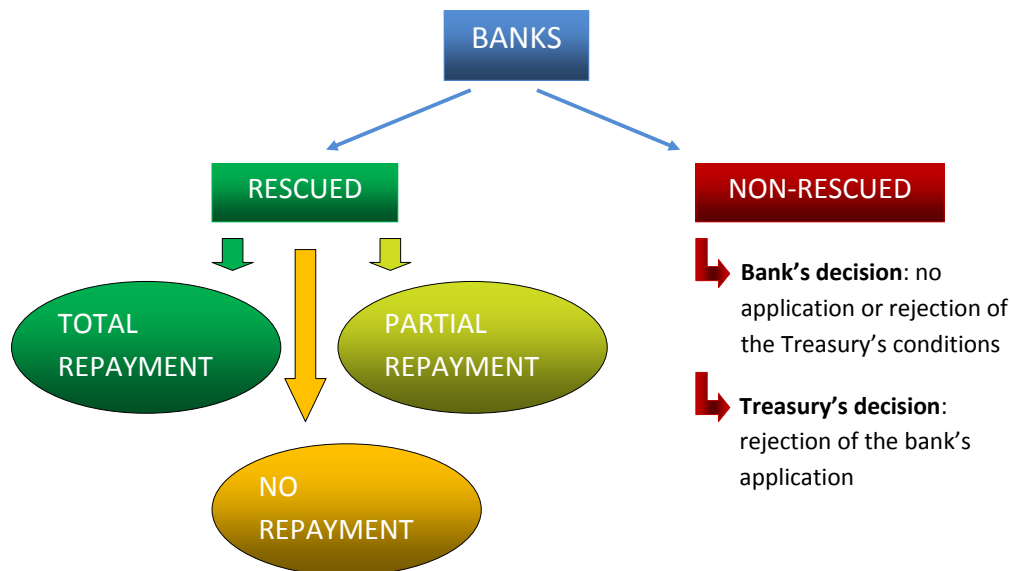 BANKS
RESCUED
NON-RESCUED
TOTAL
REPAYMENT
PARTIAL
REPAYMENT
NO
REPAYMENT
Bank’s decision: no
application or rejection of
the Treasury’s conditions
Treasury’s decision:
rejection of the bank’s
application